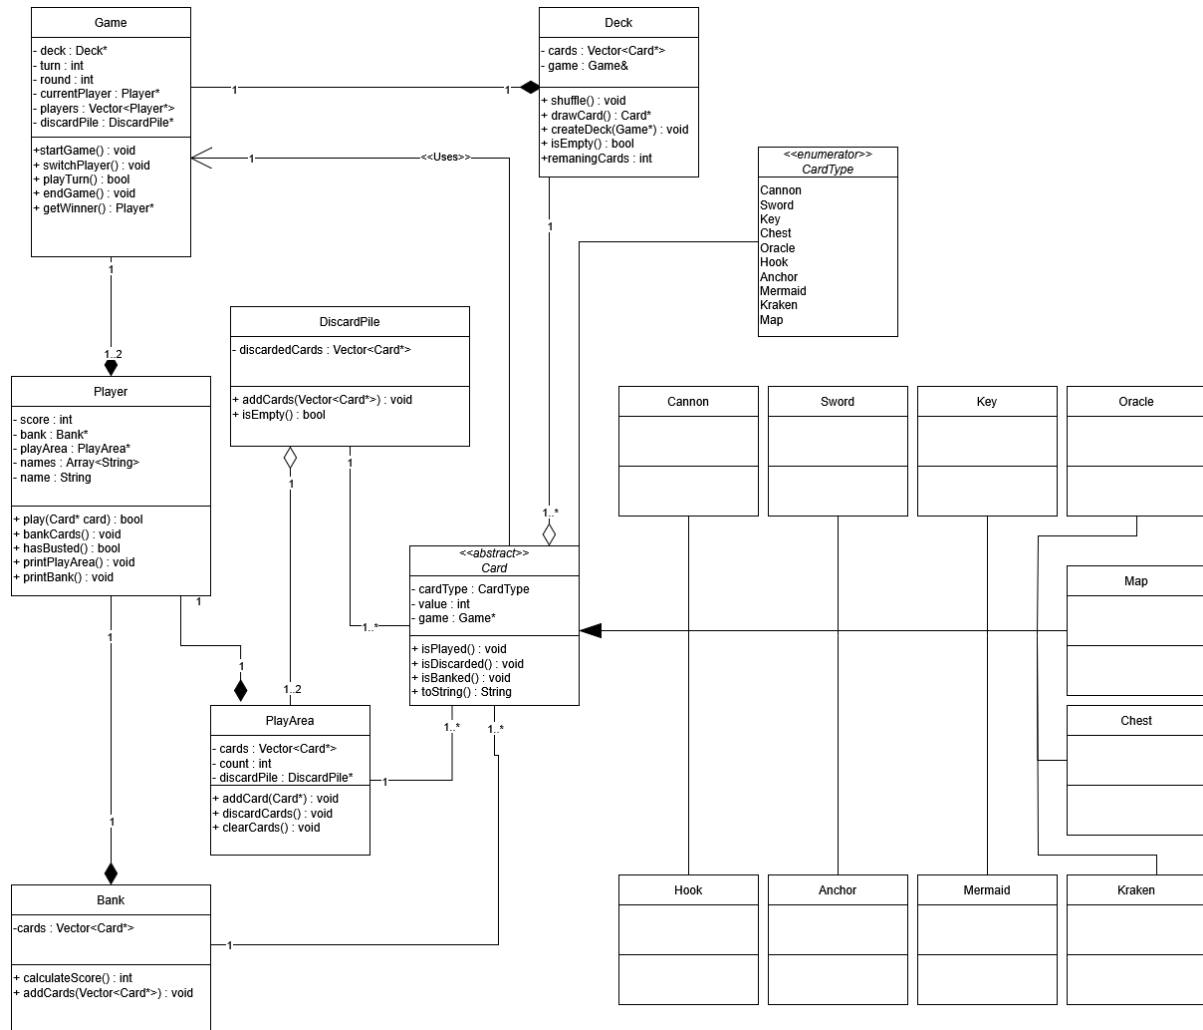 Game
- deck : Deck*
- turn : int
- round : int
- currentPlayer : Player*
- players : Vector<Player*>
- discardPile : DiscardPile*
+startGame() : void
+ switchPlayer() : void
+ playTurn() : bool
+ endGame() : void
+ getWinner() : Player*
1
1
Deck
- cards : Vector<Card*>
- game : Game&
+ shuffle() : void
+ drawCard() : Card*
+ createDeck(Game*) : void
+ isEmpty() : bool
+remaningCards : int
1
<<Uses>>
<<enumerator>>
CardType
Cannon
Sword
Key
Chest
Oracle
Hook
Anchor
Mermaid
Kraken
Map
1
1
1..2
DiscardPile
- discardedCards : Vector<Card*>
+ addCards(Vector<Card*>) : void
+ isEmpty() : bool
1
1
Player
- score : int
- bank : Bank*
- playArea : PlayArea*
- names : Array<String>
- name : String
+ play(Card* card) : bool
+ bankCards() : void
+ hasBusted() : bool
+ printPlayArea() : void
+ printBank() : void
Cannon
Sword
Key
Oracle
1..*
<<abstract>>
Card
- cardType : CardType
- value : int
- game : Game*
+ isPlayed() : void
+ isDiscarded() : void
+ isBanked() : void
+ toString() : String
1..*
Map
1
1
1
1..2
1..*
1..*
PlayArea
- cards : Vector<Card*>
- count : int
- discardPile : DiscardPile*
+ addCard(Card*) : void
+ discardCards() : void
+ clearCards() : void
1
Chest
1
Bank
-cards : Vector<Card*>
+ calculateScore() : int
+ addCards(Vector<Card*>) : void
1
Hook
Anchor
Mermaid
Kraken